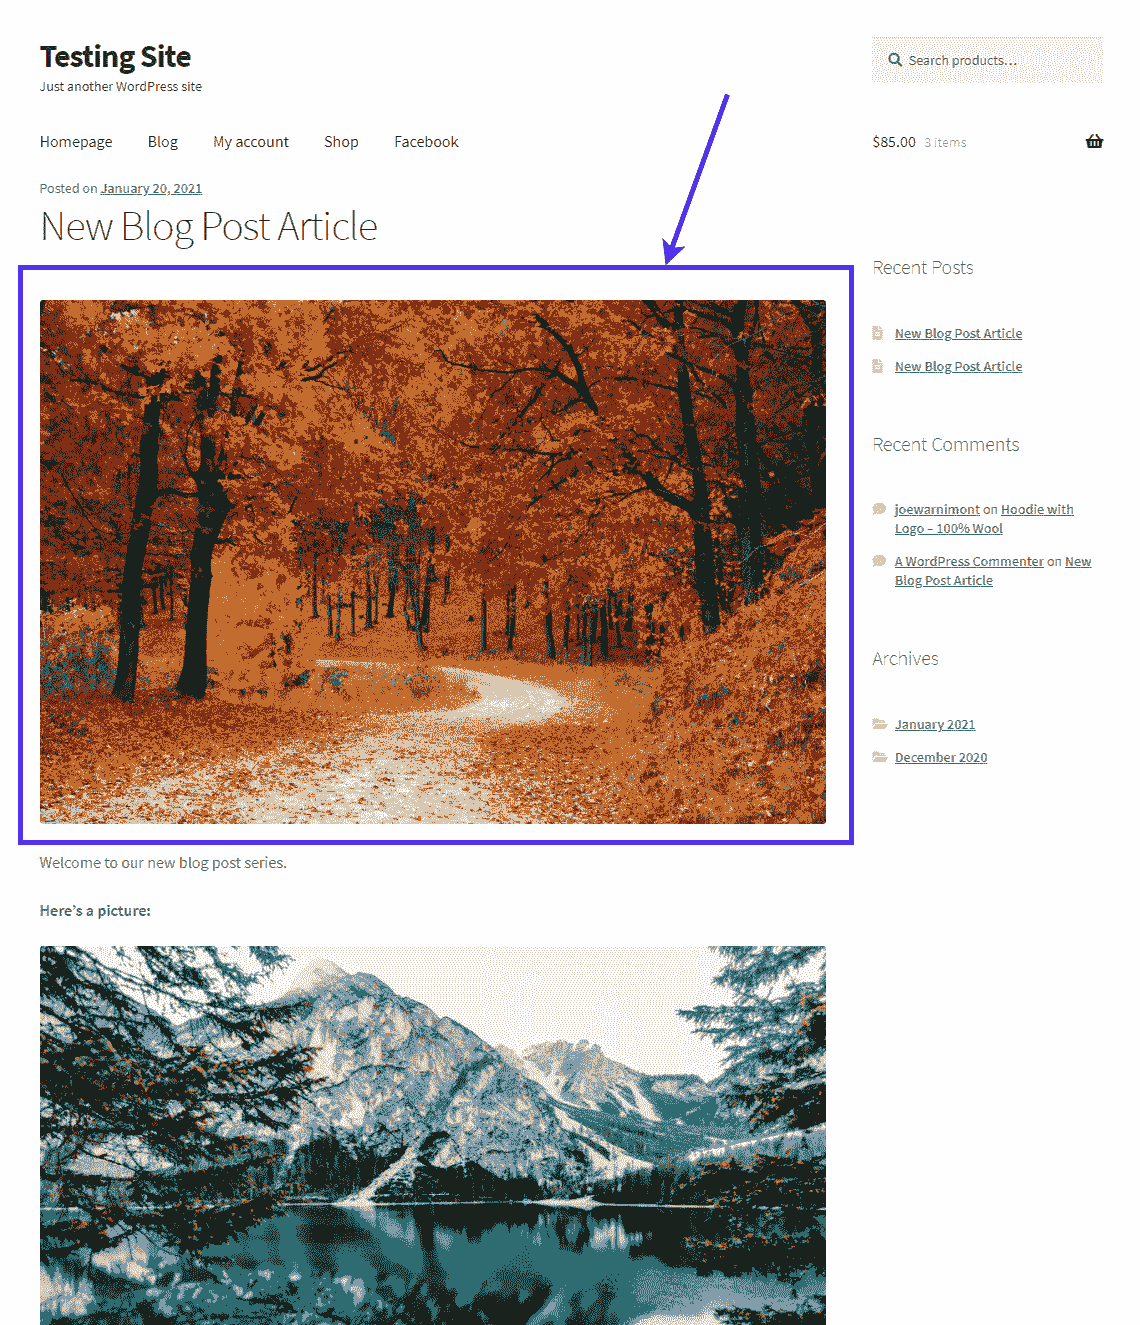 Testing Site
Just another WordPress site
Search products…
Homepage Blog My account Shop Facebook
$85.00 3 items
Posted on January 20, 2021
New Blog Post Article
Welcome to our new blog post series.
Here's a picture:
Recent Posts
New Blog Post Article
New Blog Post Article
Recent Comments
joewarnimont on Hoodie with
Logo – 100% Wool
A WordPress Commenter on New
Blog Post Article
Archives
January 2021
December 2020